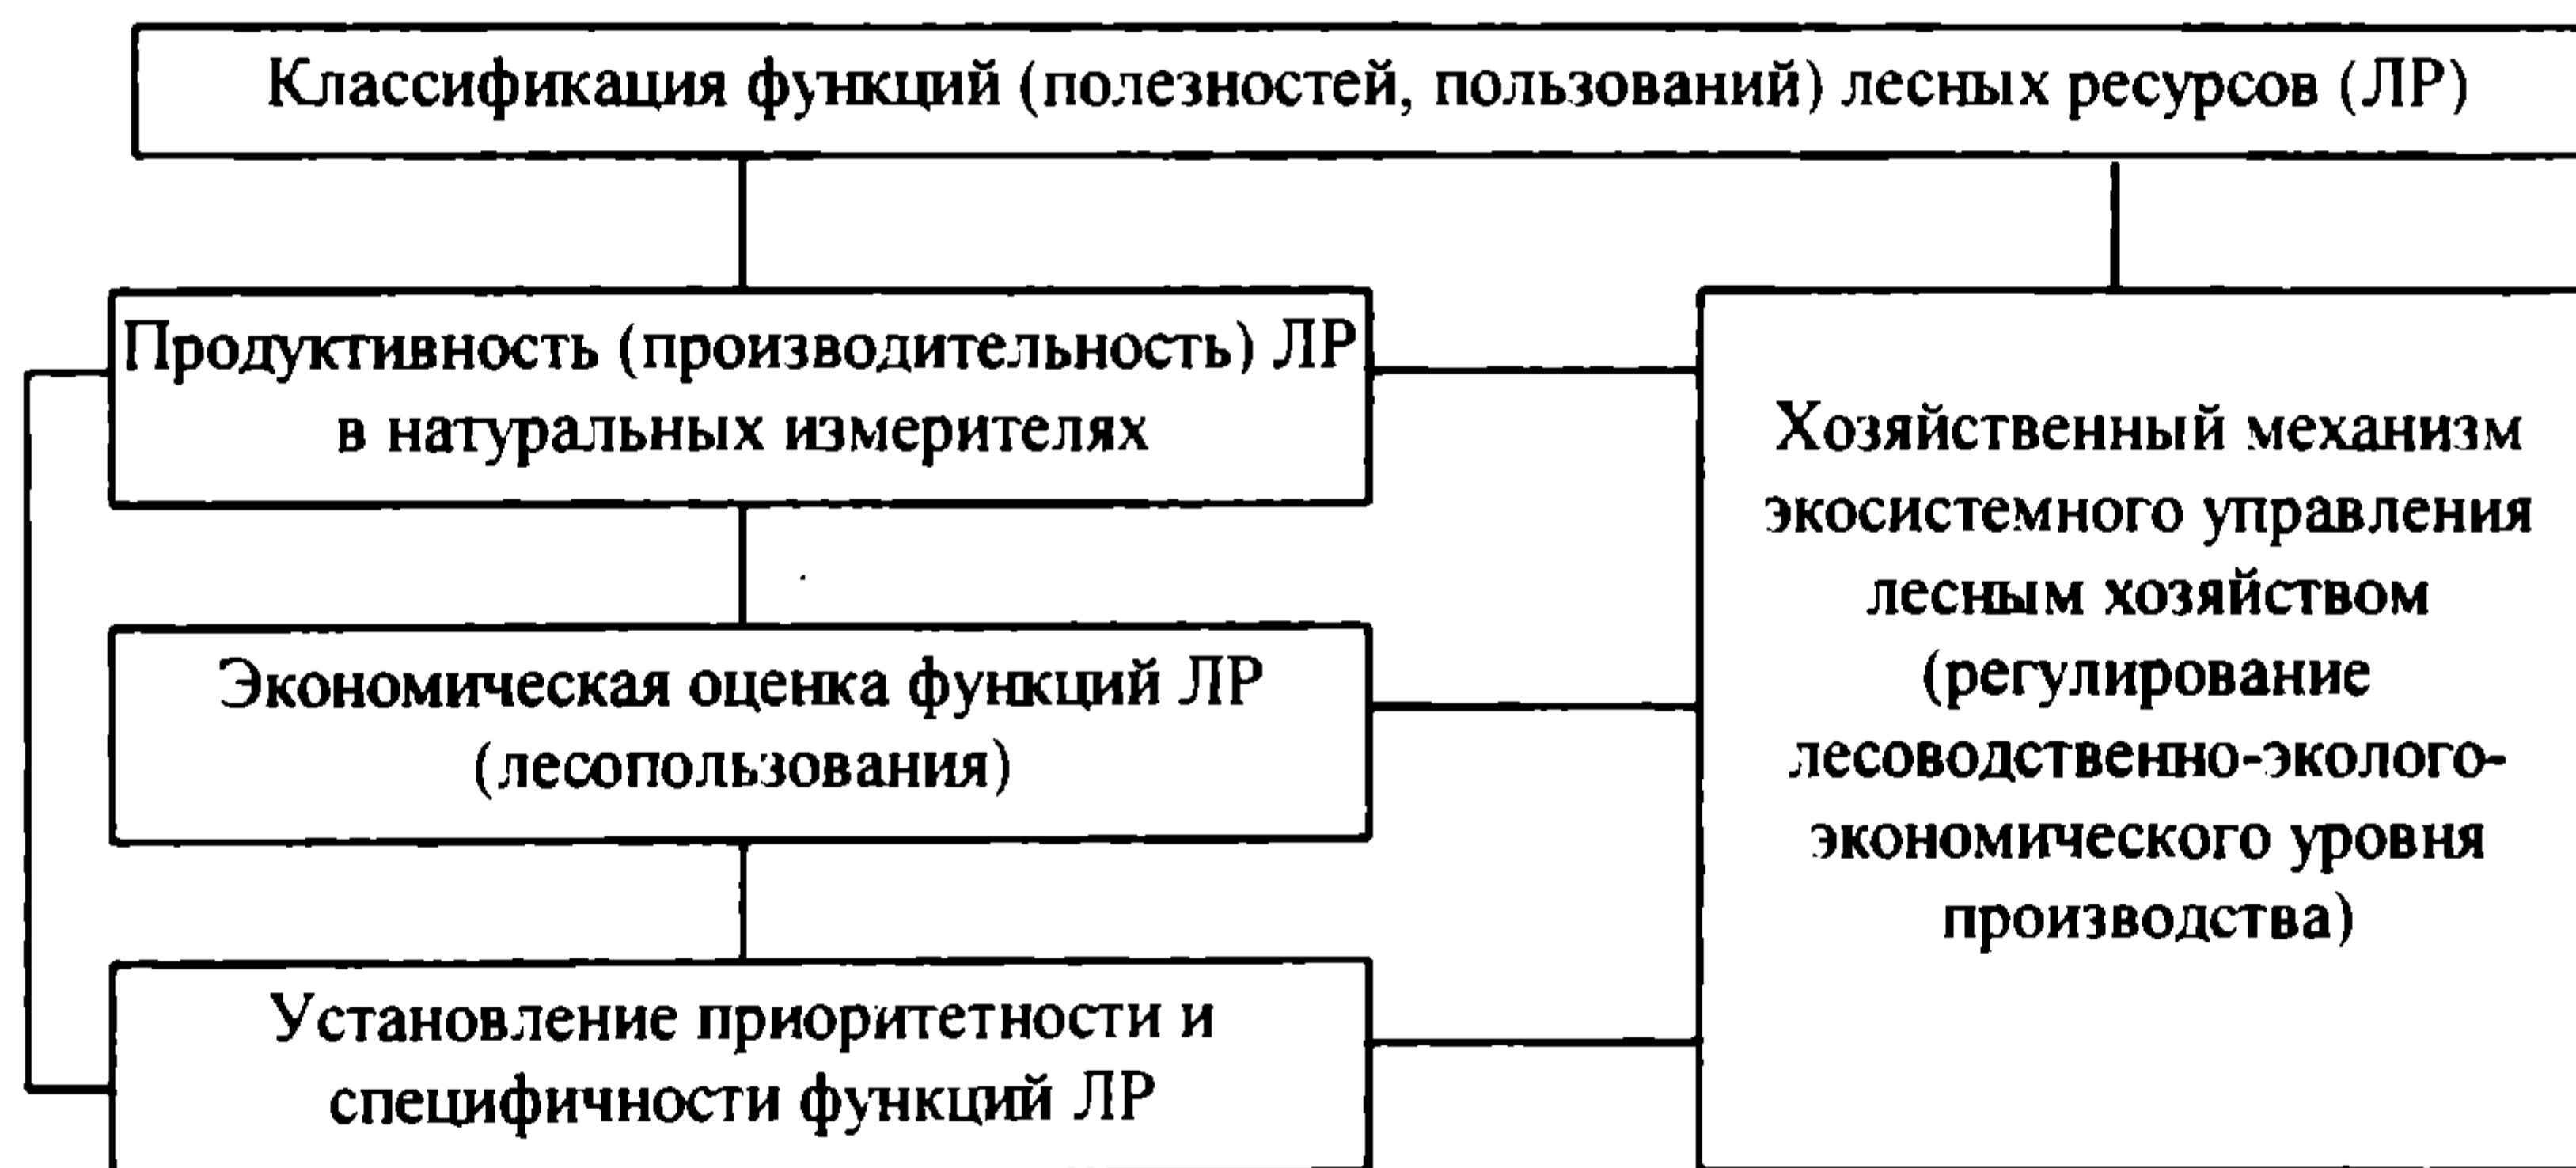 Классификация функций (полезностей, пользований) лесных ресурсов (ЛР)
Продуктивность (производительность) ЛР
в натуральных измерителях
Экономическая оценка функций ЛР
(лесопользования)
Установление приоритетности и
специфичности функций ЛР
Хозяйственный механизм
экосистемного управления
лесным хозяйством
(регулирование
лесоводственно-эколого-
экономического уровня
производства)